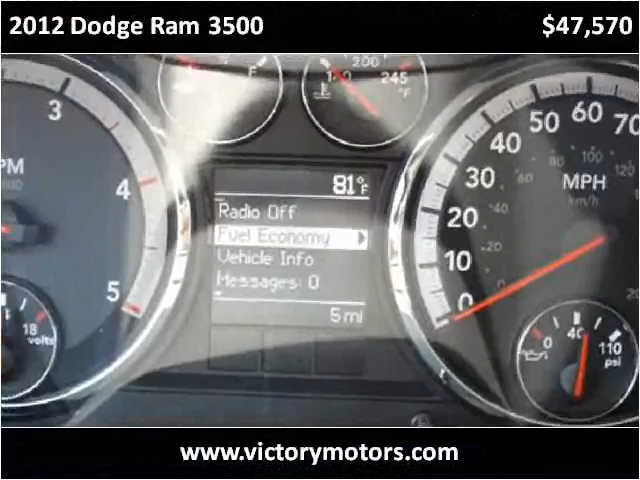 2012 Dodge Ram 3500 $47,570
F
200
140 245
°F
3
4
5
PM
18
volts
81°F
Radio Off
Fuel Economy
Vehicle Info
Messages: 0
5 mi
0 10 20 30 40 50 60 70
MPH
km/h
20 40 60 80 100 120
0 40 110
psi
www.victorymotors.com